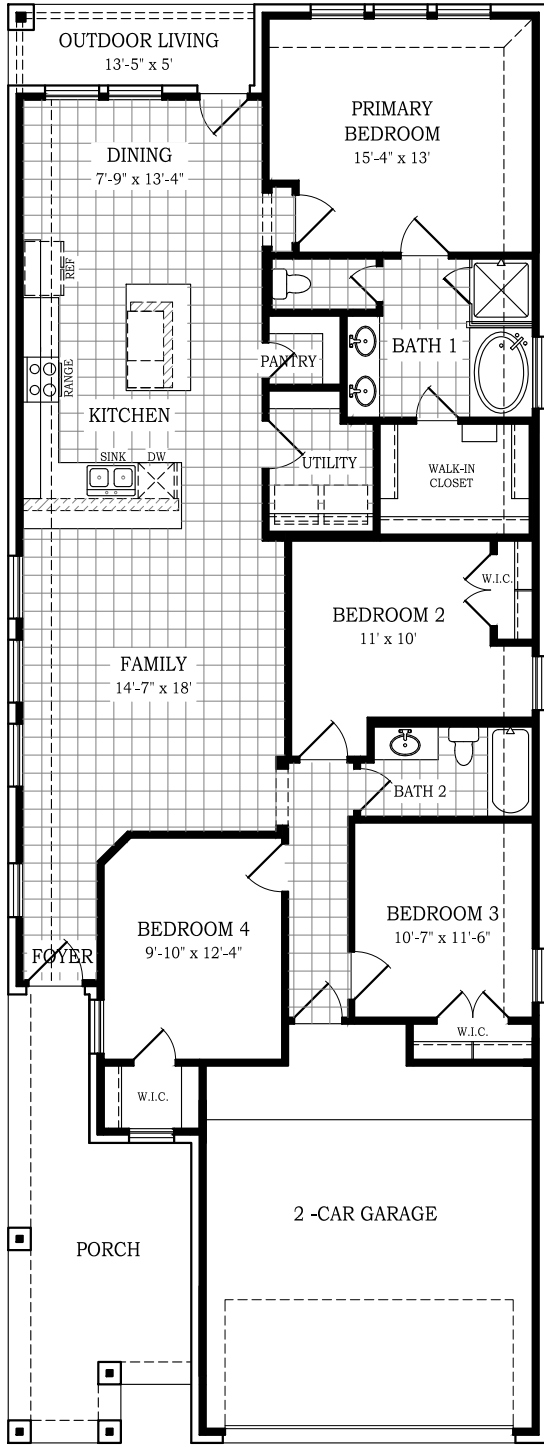 OUTDOOR LIVING
13'-5" x 5'
PRIMARY
BEDROOM
15'-4" x 13'
DINING
7'-9" x 13'-4"
REF
RANGE
PANTRY
BATH 1
KITCHEN
SINK
DW
UTILITY
WALK-IN
CLOSET
W.I.C.
BEDROOM 2
11' x 10'
FAMILY
14'-7" x 18'
BATH 2
BEDROOM 4
9'-10" x 12'-4"
BEDROOM 3
10'-7" x 11'-6"
FOYER
W.I.C.
W.I.C.
2 -CAR GARAGE
PORCH